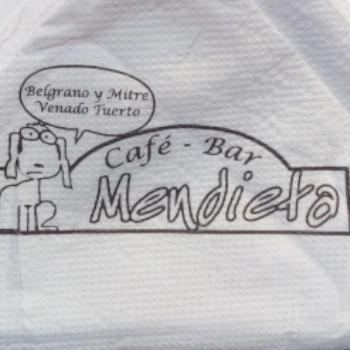 Belgrano y Mitre
Venado Tuerto
Café - Bar
Mendieta